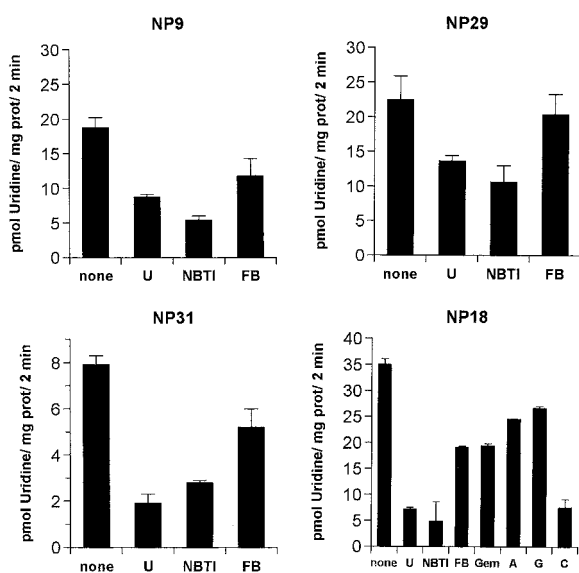 NP9
pmol Uridine/ mg prot/ 2 min
30
25
20
15
10
5
0
none U NBTI FB
NP29
pmol Uridine/ mg prot/ 2 min
30
25
20
15
10
5
0
none U NBTI FB
NP31
pmol Uridine/ mg prot/ 2 min
8
6
4
2
0
none U NBTI FB
NP18
pmol Uridine/ mg prot/ 2 min
40
35
30
25
20
15
10
5
0
none U NBTI FB Gem A G C